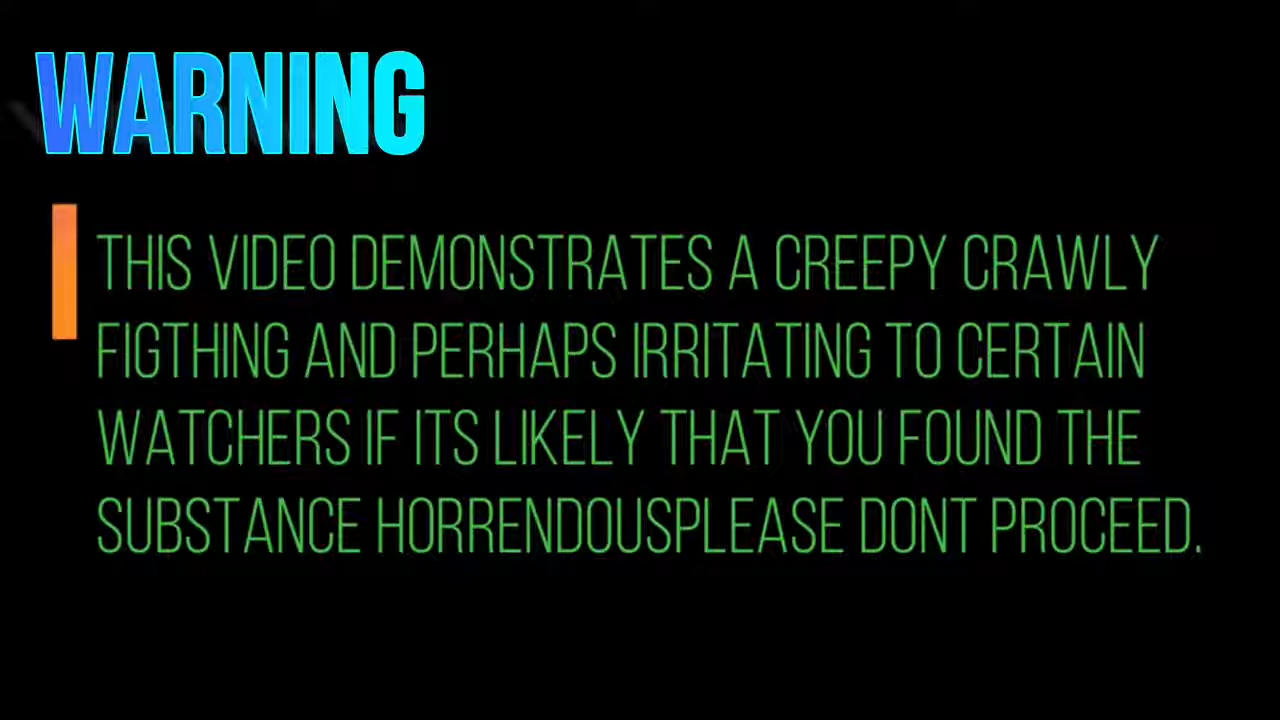 WARNING
THIS VIDEO DEMONSTRATES A CREEPY CRAWLY
FIGTHING AND PERHAPS IRRITATING TO CERTAIN
WATCHERS IF ITS LIKELY THAT YOU FOUND THE
SUBSTANCE HORRENDOUSPLEASE DONT PROCEED.